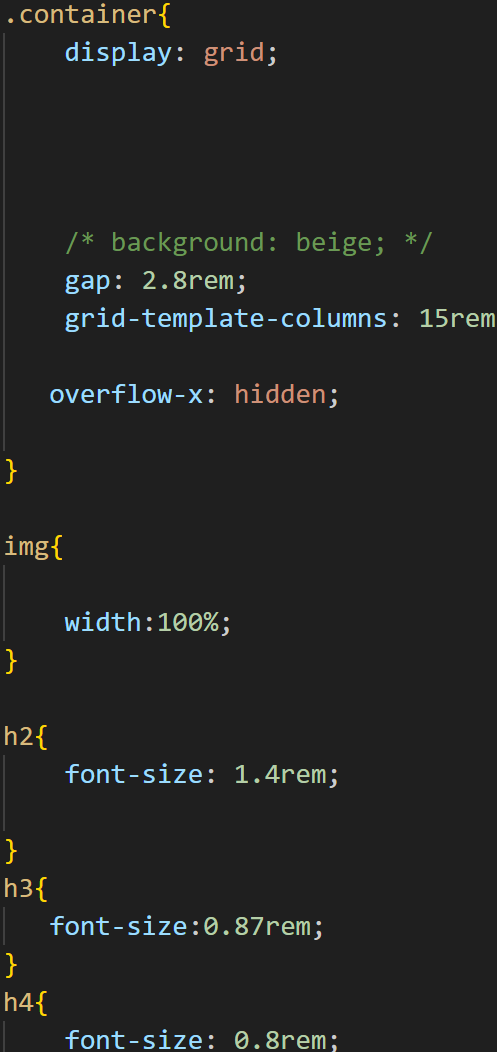 .container{
display: grid;
/* background: beige; */
gap: 2.8rem;
grid-template-columns: 15rem
overflow-x: hidden;
}
img{
width:100%;
}
h2{
font-size: 1.4rem;
}
h3{
font-size:0.87rem;
}
h4{
font-size: 0.8rem;